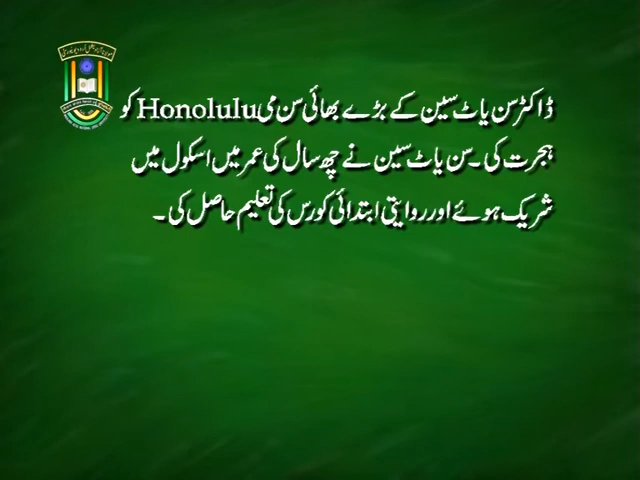 ڈاکٹر سن یاٹ سین کے بڑے بھائی سن می Honolulu کو
ہجرت کی۔ سن یاٹ سین نے چھ سال کی عمر میں اسکول میں
شریک ہوئے اور روایتی ابتدائی کورس کی تعلیم حاصل کی۔